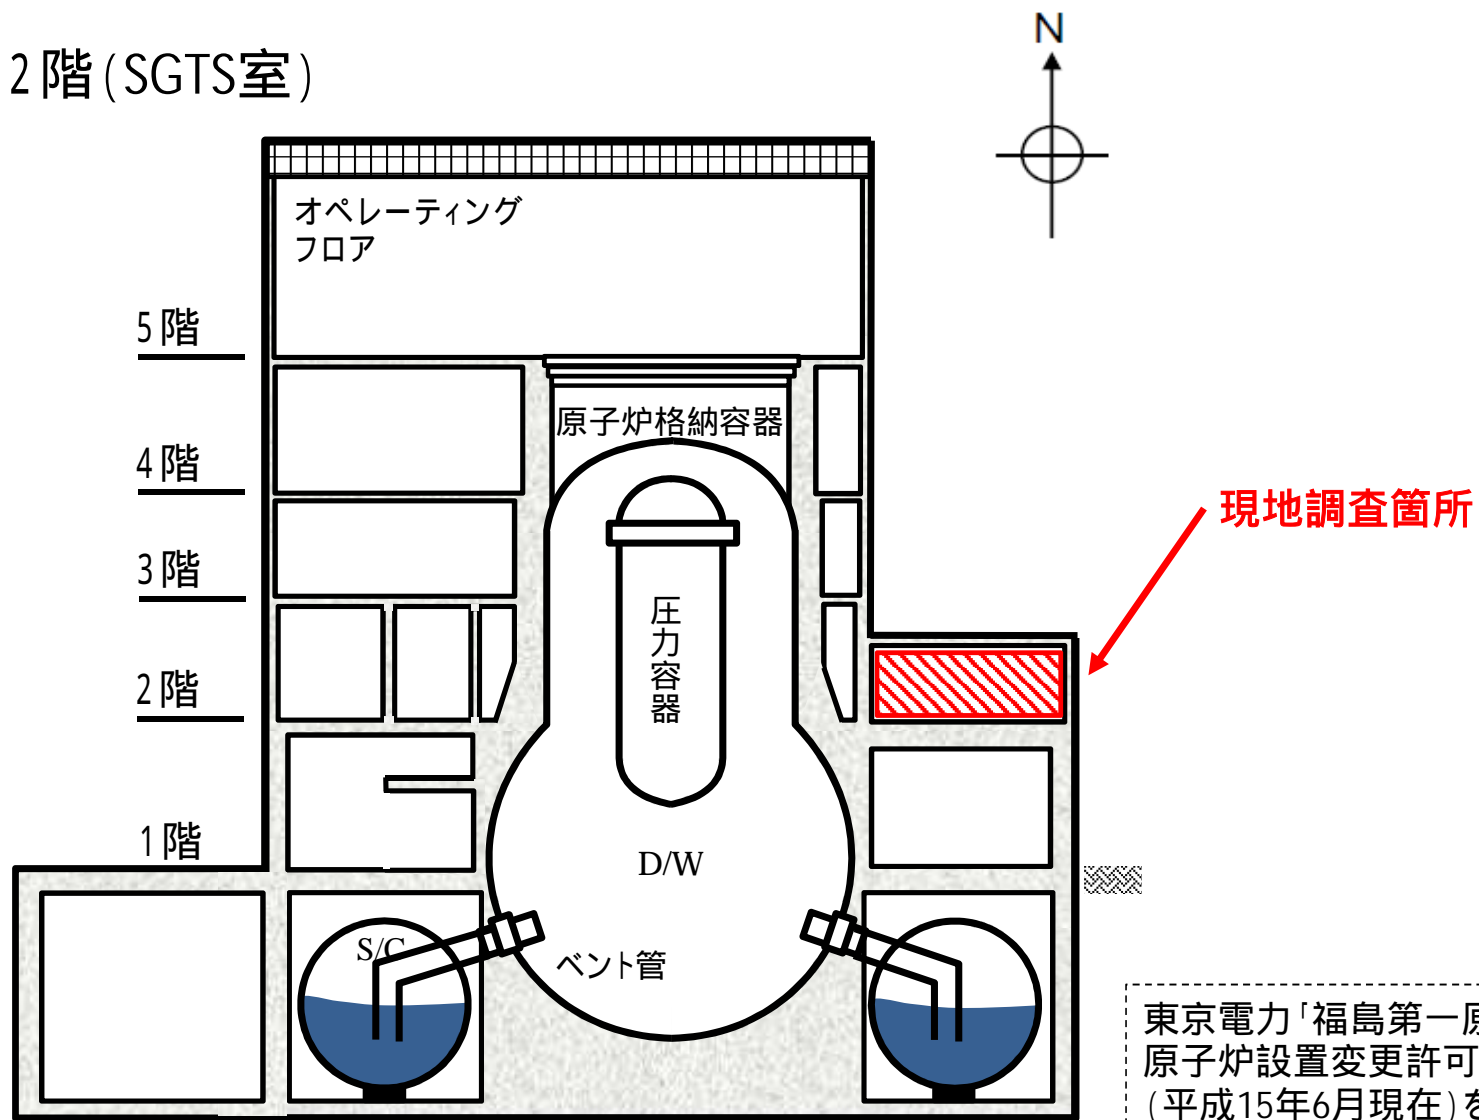 2階(SGTS室)
N
オペレーティング
フロア
5階
原子炉格納容器
4階
現地調査箇所
3階
圧力容器
2階
1階
D/W
S/C
ベント管
東京電力「福島第一原
原子炉設置変更許可
(平成15年6月現在)を